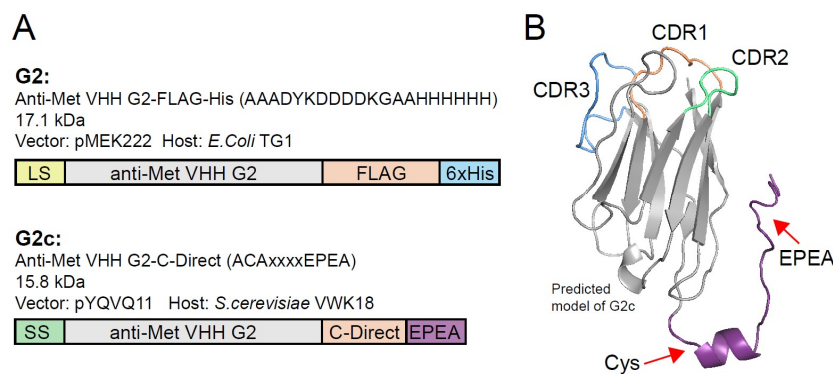 A
G2:
Anti-Met VHH G2-FLAG-His (AAADYKDDDDKGAAHHHHHH)
17.1 kDa
Vector: pMEK222 Host: E.Coli TG1
LS anti-Met VHH G2 FLAG 6xHis
G2c:
Anti-Met VHH G2-C-Direct (ACAxxxxEPEA)
15.8 kDa
Vector: pYQVQ11 Host: S.cerevisiae VWK18
SS anti-Met VHH G2 C-Direct EPEA
B
CDR1
CDR2
CDR3
EPEA
Predicted
model of G2c
Cys